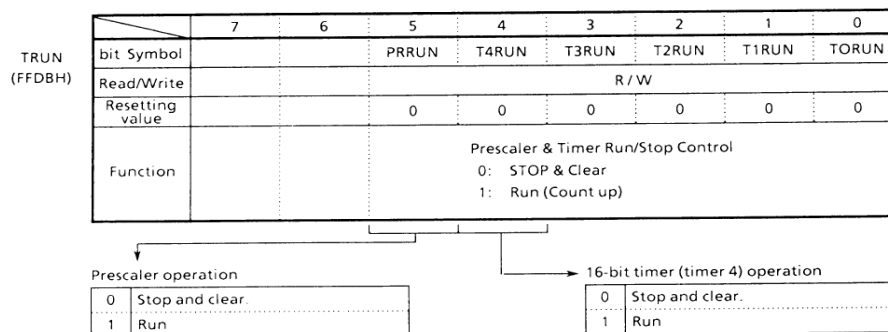 7 6 5 4 3 2 1 0
TRUN (FFDBH)
bit Symbol PRRUN T4RUN T3RUN T2RUN T1RUN TORUN
Read/Write R / W
Resetting value 0 0 0 0 0 0
Function
Prescaler & Timer Run/Stop Control
0: STOP & Clear
1: Run (Count up)
Prescaler operation
0 Stop and clear.
1 Run
16-bit timer (timer 4) operation
0 Stop and clear.
1 Run